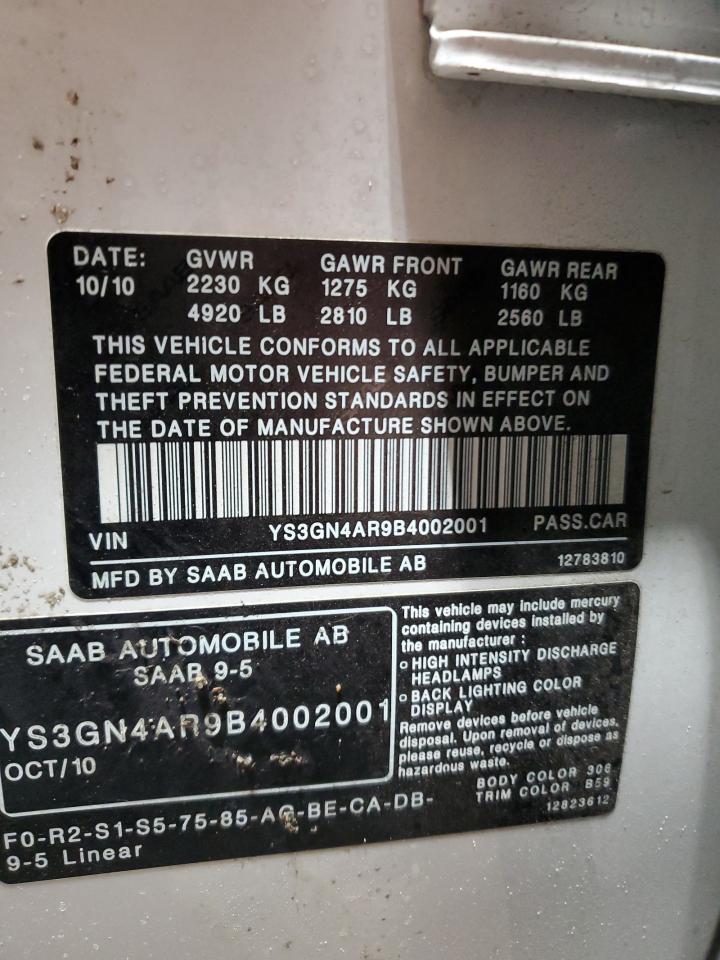 DATE: GVWR GAWR FRONT GAWR REAR
10/10 2230 KG 1275 KG 1160 KG
4920 LB 2810 LB 2560 LB
THIS VEHICLE CONFORMS TO ALL APPLICABLE
FEDERAL MOTOR VEHICLE SAFETY, BUMPER AND
THEFT PREVENTION STANDARDS IN EFFECT ON
THE DATE OF MANUFACTURE SHOWN ABOVE.
VIN YS3GN4AR9B4002001 PASS.CAR
MFD BY SAAB AUTOMOBILE AB 12783810
SAAB AUTOMOBILE AB
SAAB 9-5
YS3GN4AR9B4002001
OCT/10
This vehicle may include mercury
containing devices installed by
the manufacturer :
o HIGH INTENSITY DISCHARGE
HEADLAMPS
o BACK LIGHTING COLOR
DISPLAY
Remove devices before vehicle
disposal. Upon removal of devices,
please reuse, recycle or dispose as
hazardous waste.
BODY COLOR 306
TRIM COLOR B59
12823612
F0-R2-S1-S5-75-85-AG-BE-CA-DB-
9-5 Linear